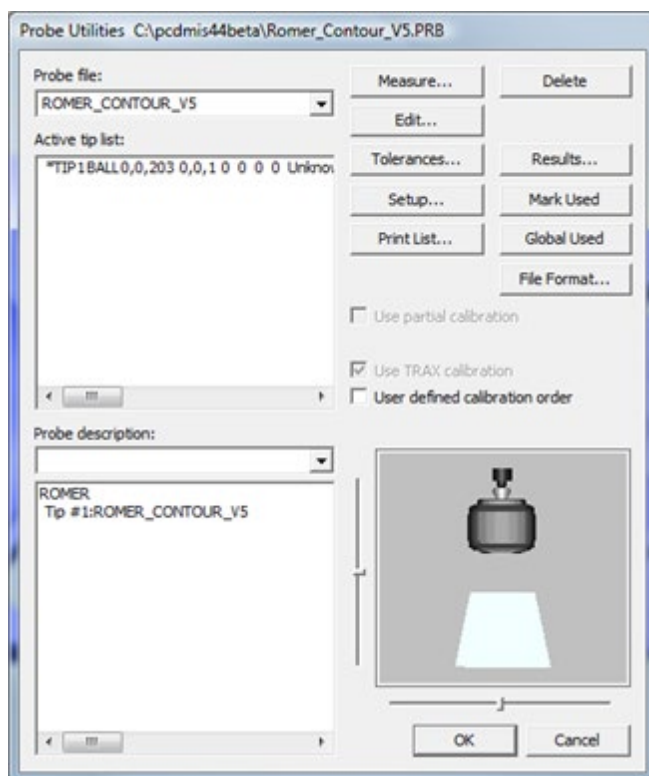 Probe Utilities C:\pcdmis44beta\Romer_Contour_V5.PRB
Probe file:
ROMER_CONTOUR_V5
Active tip list:
*TIP1BALL0,0,203 0,0,1 0 0 0 0 Unknov
Measure...
Delete
Edit...
Tolerances...
Results...
Setup...
Mark Used
Print List...
Global Used
File Format...
Use partial calibration
Use TRAX calibration
User defined calibration order
Probe description:
ROMER
Tip #1:ROMER_CONTOUR_V5
OK
Cancel